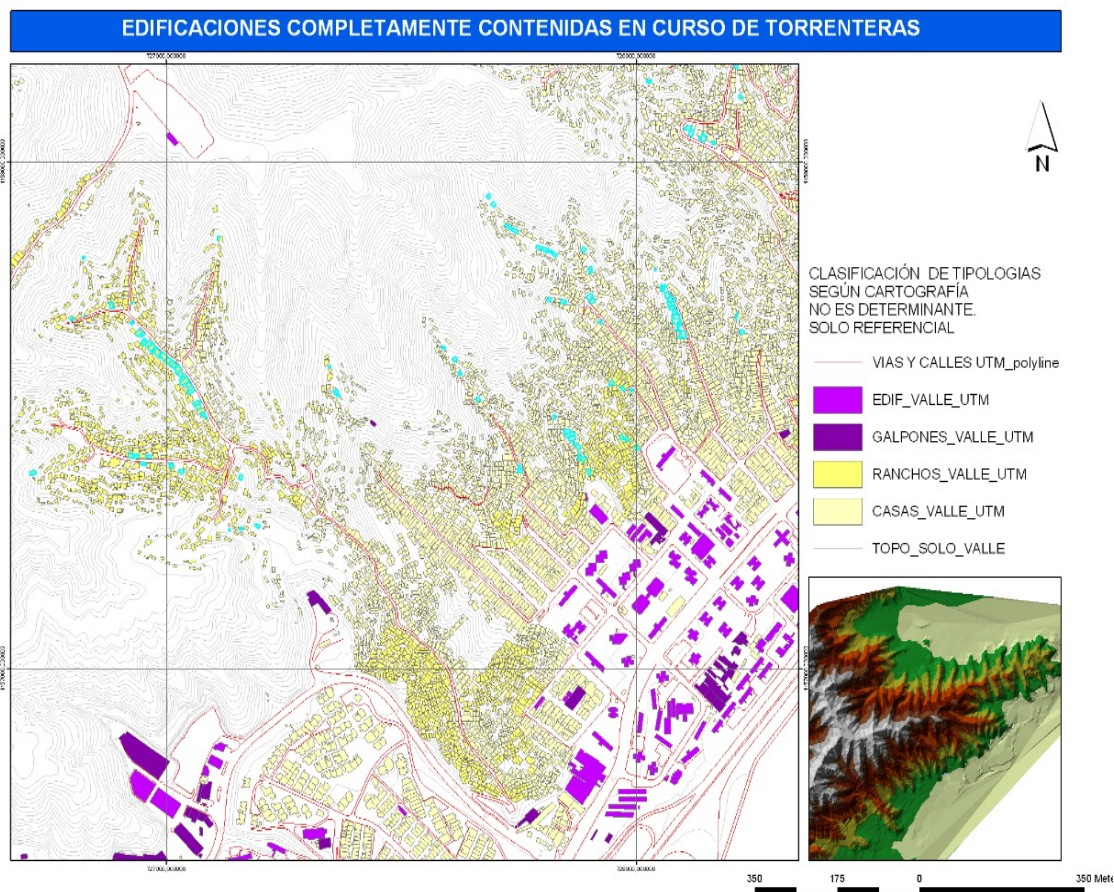 EDIFICACIONES COMPLETAMENTE CONTENIDAS EN CURSO DE TORRENTERAS
N
CLASIFICACIÓN DE TIPOLOGIAS
SEGÚN CARTOGRAFÍA
NO ES DETERMINANTE.
SOLO REFERENCIAL
VIAS Y CALLES UTM_polyline
EDIF_VALLE_UTM
GALPONES_VALLE_UTM
RANCHOS_VALLE_UTM
CASAS_VALLE_UTM
TOPO_SOLO_VALLE
350 175 0 350 Mete